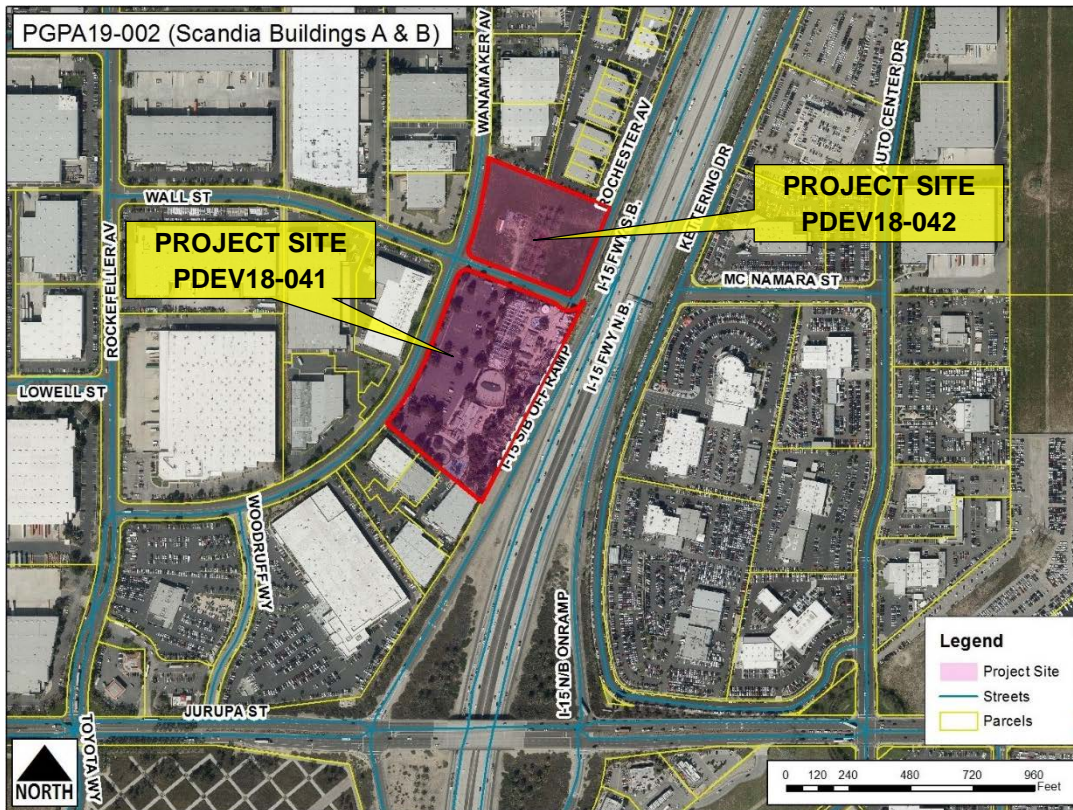 PGPA19-002 (Scandia Buildings A & B)
WANAMAKER AV
ROCHESTER AV
AUTO CENTER DR
KETTERING DR
WALL ST
ROCKEFELLER AV
PROJECT SITE
PDEV18-041
PROJECT SITE
PDEV18-042
I-15 FWY S.B.
MC NAMARA ST
I-15 FWY N.B.
LOWELL ST
I-15 S/B OFF RAMP
WOODRUFF WY
I-15 N/B ONRAMP
JURUPA ST
TOYOTA WY
Legend
Project Site
Streets
Parcels
NORTH
0 120 240 480 720 960
Feet